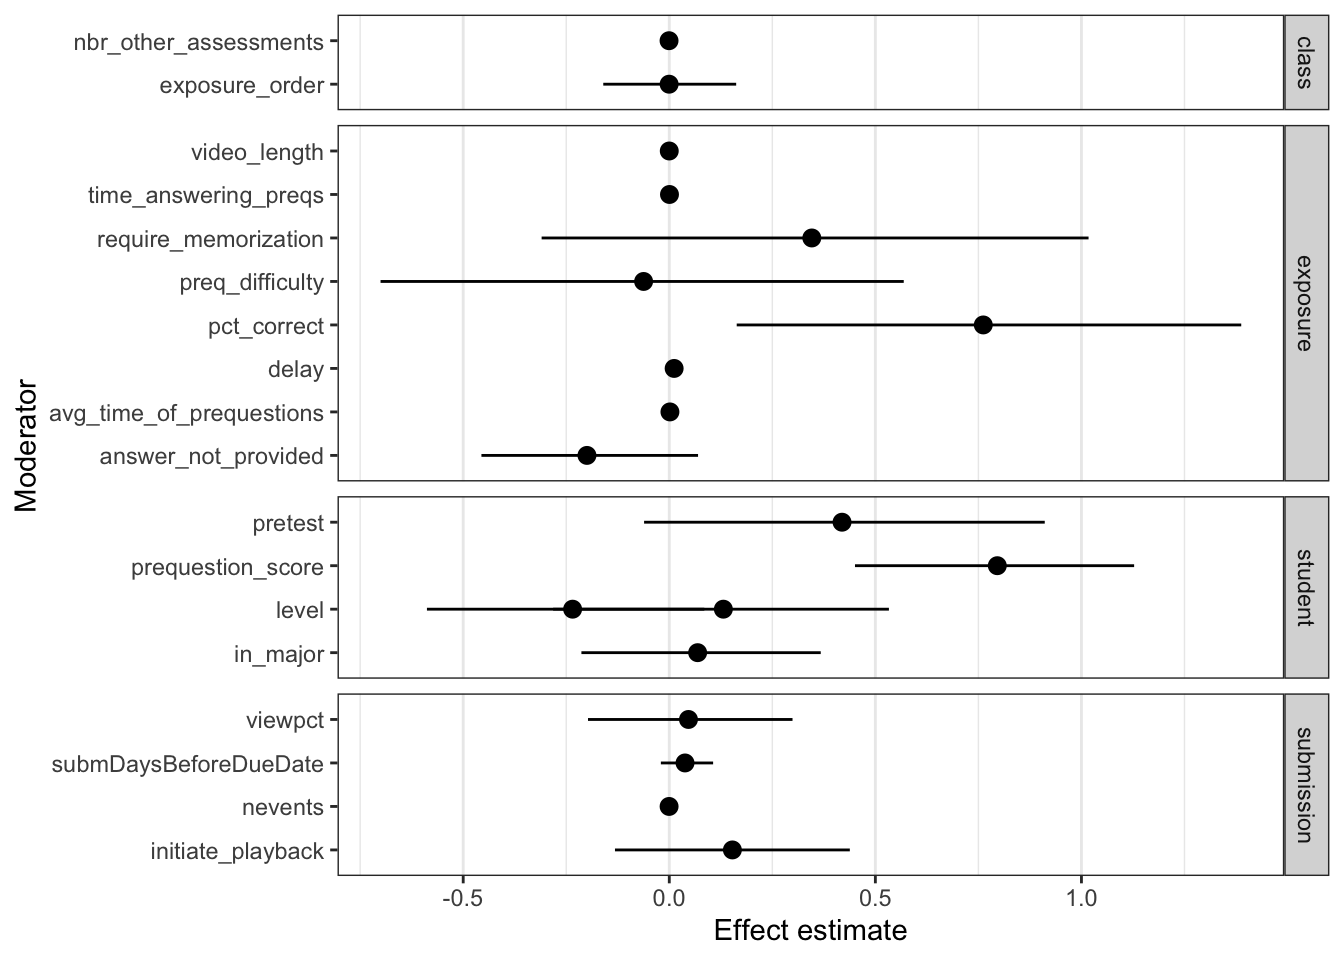 nbr_other_assessments
exposure_order
class
video_length
time_answering_preqs
require_memorization
preq_difficulty
pct_correct
delay
avg_time_of_prequestions
answer_not_provided
exposure
pretest
prequestion_score
level
in_major
student
viewpct
submDaysBeforeDueDate
nevents
initiate_playback
submission
Moderator
-0.5 0.0 0.5 1.0
Effect estimate